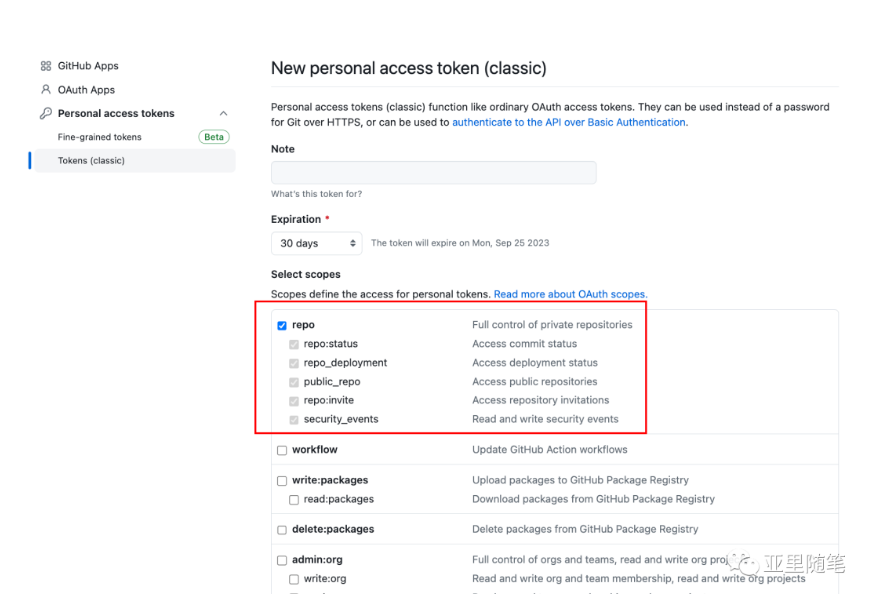 GitHub Apps
OAuth Apps
Personal access tokens
Fine-grained tokens Beta
Tokens (classic)
New personal access token (classic)
Personal access tokens (classic) function like ordinary OAuth access tokens. They can be used instead of a password
for Git over HTTPS, or can be used to authenticate to the API over Basic Authentication.
Note
What's this token for?
Expiration *
30 days The token will expire on Mon, Sep 25 2023
Select scopes
Scopes define the access for personal tokens. Read more about OAuth scopes.
repo Full control of private repositories
repo:status Access commit status
repo_deployment Access deployment status
public_repo Access public repositories
repo:invite Access repository invitations
security_events Read and write security events
workflow Update GitHub Action workflows
write:packages Upload packages to GitHub Package Registry
read:packages Download packages from GitHub Package Registry
delete:packages Delete packages from GitHub Package Registry
admin:org Full control of orgs and teams, read and write org
write:org Read and write org and team membership, read and write org projects
亚里随笔